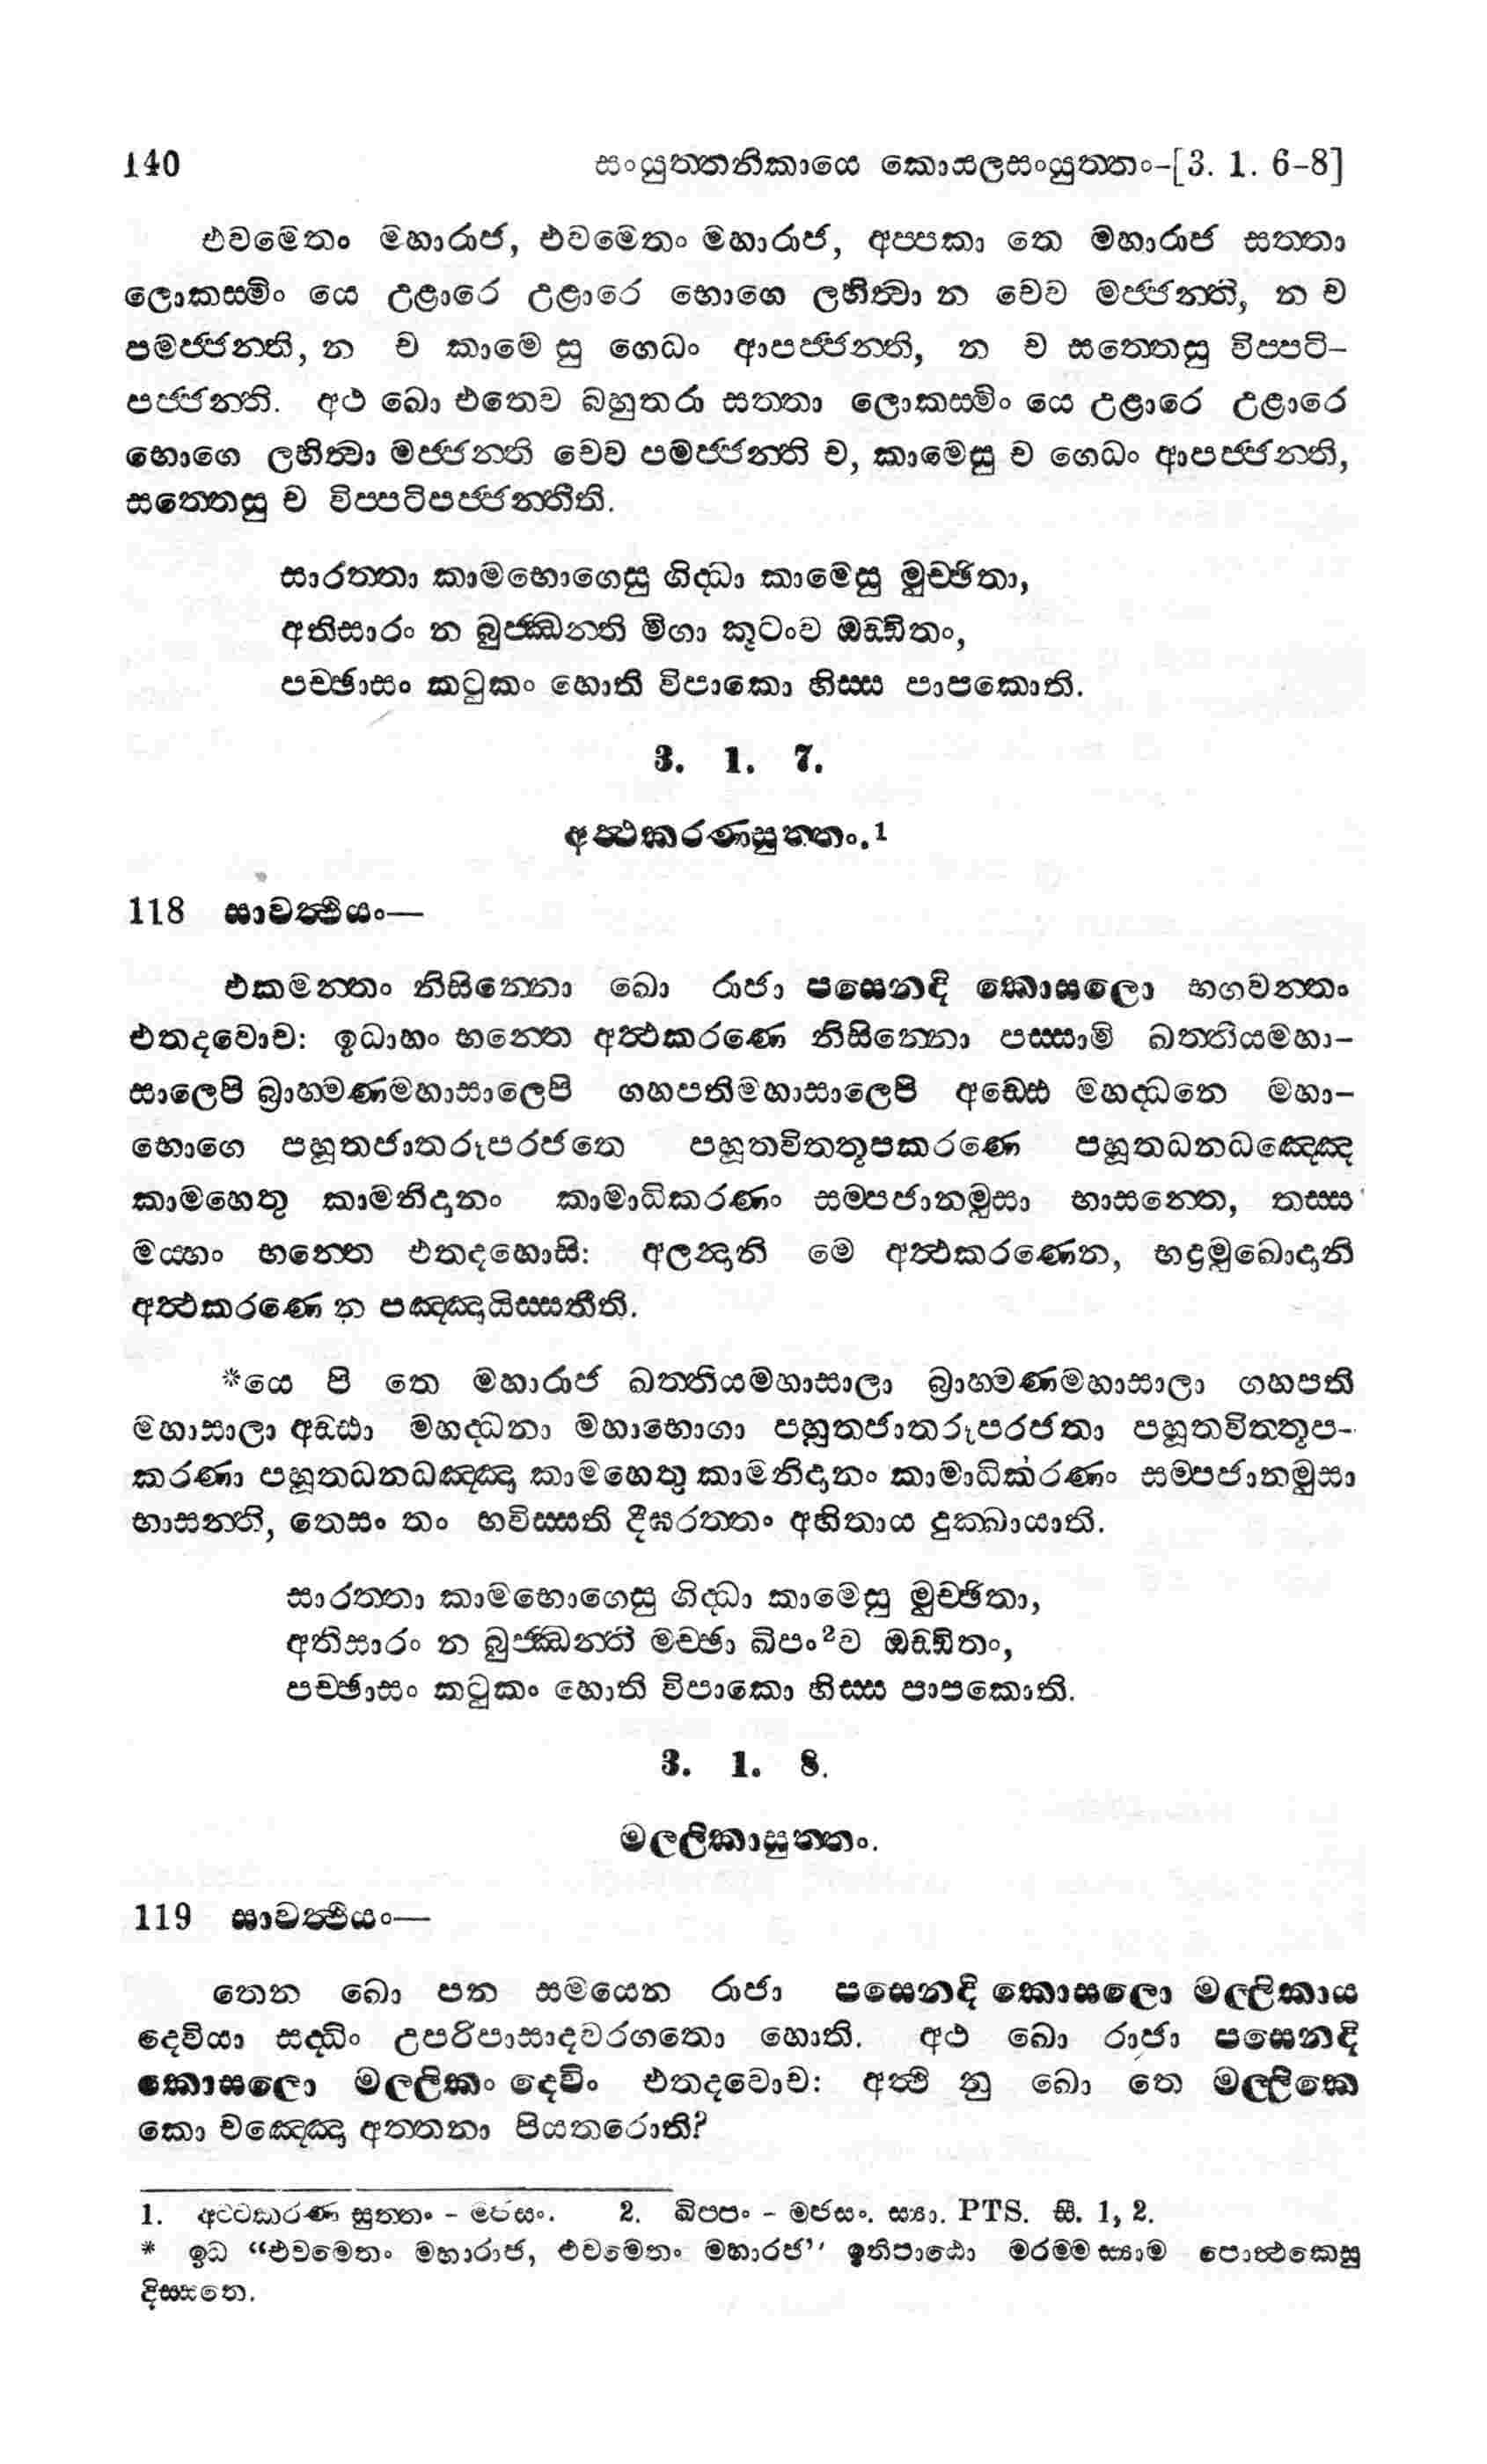 140 සංයුත්තනිකායෙ කොසලසංයුත්තං-[3. 1. 6-8]
එවමෙතං මහාරාජ, එවමෙතං මහාරාජ, අප්පකා තෙ මහාරාජ සත්තා
ලොකස්මිං යෙ උළාරෙ උළාරෙ භොගෙ ලභිත්වා න චෙව මජ්ජන්ති, න ච
පමජ්ජන්ති, න ච කාමෙ සු ගෙධං ආපජ්ජන්ති, න ච සත්තෙසු විප්පටි-
පජ්ජන්ති. අථ ඛො එතෙව බහුතරා සත්තා ලොකස්මිං යෙ උළාරෙ උළාරෙ
භොගෙ ලභිත්වා මජ්ජන්ති චෙව පමජ්ජන්ති ච, කාමෙසු ච ගෙධං ආපජ්ජන්ති,
සත්තෙසු ච විප්පටිපජ්ජන්තීති.
සාරත්තා කාමභොගෙසු ගිද්ධා කාමෙසු මුච්ඡිතා,
අතිසාරං න බුජ්ඣන්ති මිගා කූටංව ඔඩ්ඩිතං,
පච්ඡාසං කටුකං හොති විපාකො හිස්ස පාපකොති.
3. 1. 7.
අත්ථකරණසුත්තං.1
118 සාවත්ථියං—
එකමන්තං නිසින්නො ඛො රාජා පසෙනදි කොසලො භගවන්තං
එතදවොච: ඉධාහං භන්තෙ අත්ථකරණෙ නිසින්නො පස්සාමි ඛත්තියමහා-
සාලෙපි බ්‍රාහ්මණමහාසාලෙපි ගහපතිමහාසාලෙපි අඩ්ඪෙ මහද්ධනෙ මහා-
භොගෙ පහූතජාතරූපරජතෙ පහූතවිත්තූපකරණෙ පහූතධනධඤ්ඤෙ
කාමහෙතු කාමනිදානං කාමාධිකරණං සම්පජානමුසා භාසන්තෙ, තස්ස
මය්හං භන්තෙ එතදහොසි: අලන්දානි මෙ අත්ථකරණෙන, භද්‍රමුඛොදානි
අත්ථකරණෙ න පඤ්ඤායිස්සතීති.
*යෙ පි තෙ මහාරාජ ඛත්තියමහාසාලා බ්‍රාහ්මණමහාසාලා ගහපති
මහාසාලා අඩ්ඪා මහද්ධනා මහාභොගා පහුතජාතරූපරජතා පහූතවිත්තූප-
කරණා පහූතධනධඤ්ඤා කාමහෙතු කාමනිදානං කාමාධිකරණං සම්පජානමුසා
භාසන්ති, තෙසං තං භවිස්සති දීඝරත්තං අහිතාය දුක්ඛායාති.
සාරත්තා කාමභොගෙසු ගිද්ධා කාමෙසු මුච්ඡිතා,
අතිසාරං න බුජ්ඣන්ති මච්ඡා ඛිපං2ව ඔඩ්ඩිතං,
පච්ඡාසං කටුකං හොති විපාකො හිස්ස පාපකොති.
3. 1. 8.
මල්ලිකාසුත්තං.
119 සාවත්ථියං—
තෙන ඛො පන සමයෙන රාජා පසෙනදි කොසලො මල්ලිකාය
දෙවියා සද්ධිං උපරිපාසාදවරගතො හොති. අථ ඛො රාජා පසෙනදි
කොසලො මල්ලිකං දෙවිං එතදවොච: අත්ථි නු ඛො තෙ මල්ලිකෙ
කො චඤ්ඤො අත්තනා පියතරොති?
1. අට්ටකරණ සුත්තං - මජසං. 2. ඛිප්පං - මජසං. ස්‍යා. PTS. සී. 1, 2.
* ඉධ “එවමෙතං මහාරාජ, එවමෙතං මහාරජ’’ ඉතිපාඨො මරම්ම ස්‍යාම පොත්ථකෙසු
දිස්සතෙ.